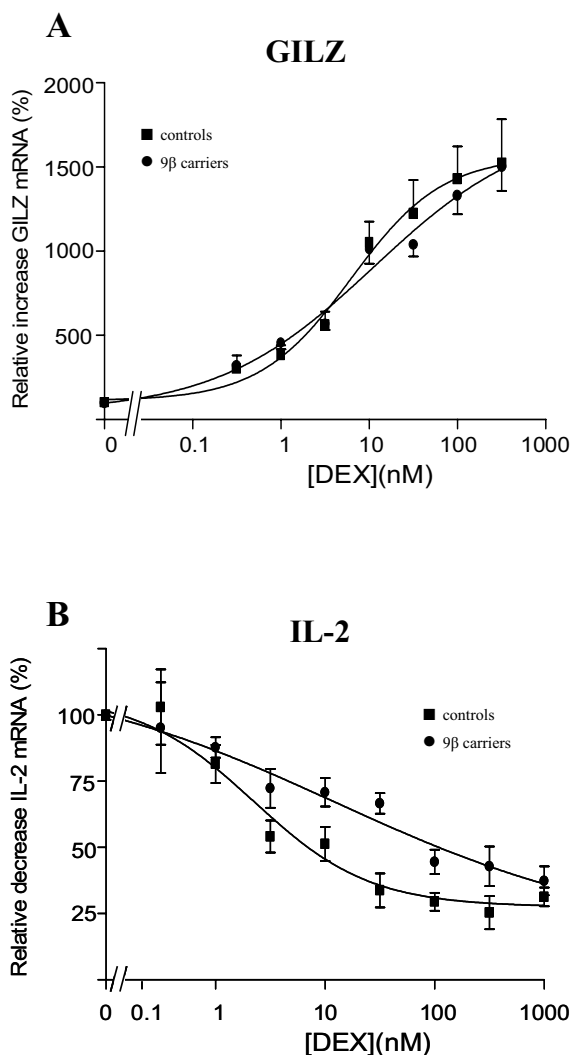 A
GILZ
Relative increase GILZ mRNA (%)
2000
1500
1000
500
controls
9β carriers
0 0.1 1 10 100 1000
[DEX](nM)
B
IL-2
Relative decrease IL-2 mRNA (%)
100
75
50
25
controls
9β carriers
0 0.1 1 10 100 1000
[DEX](nM)